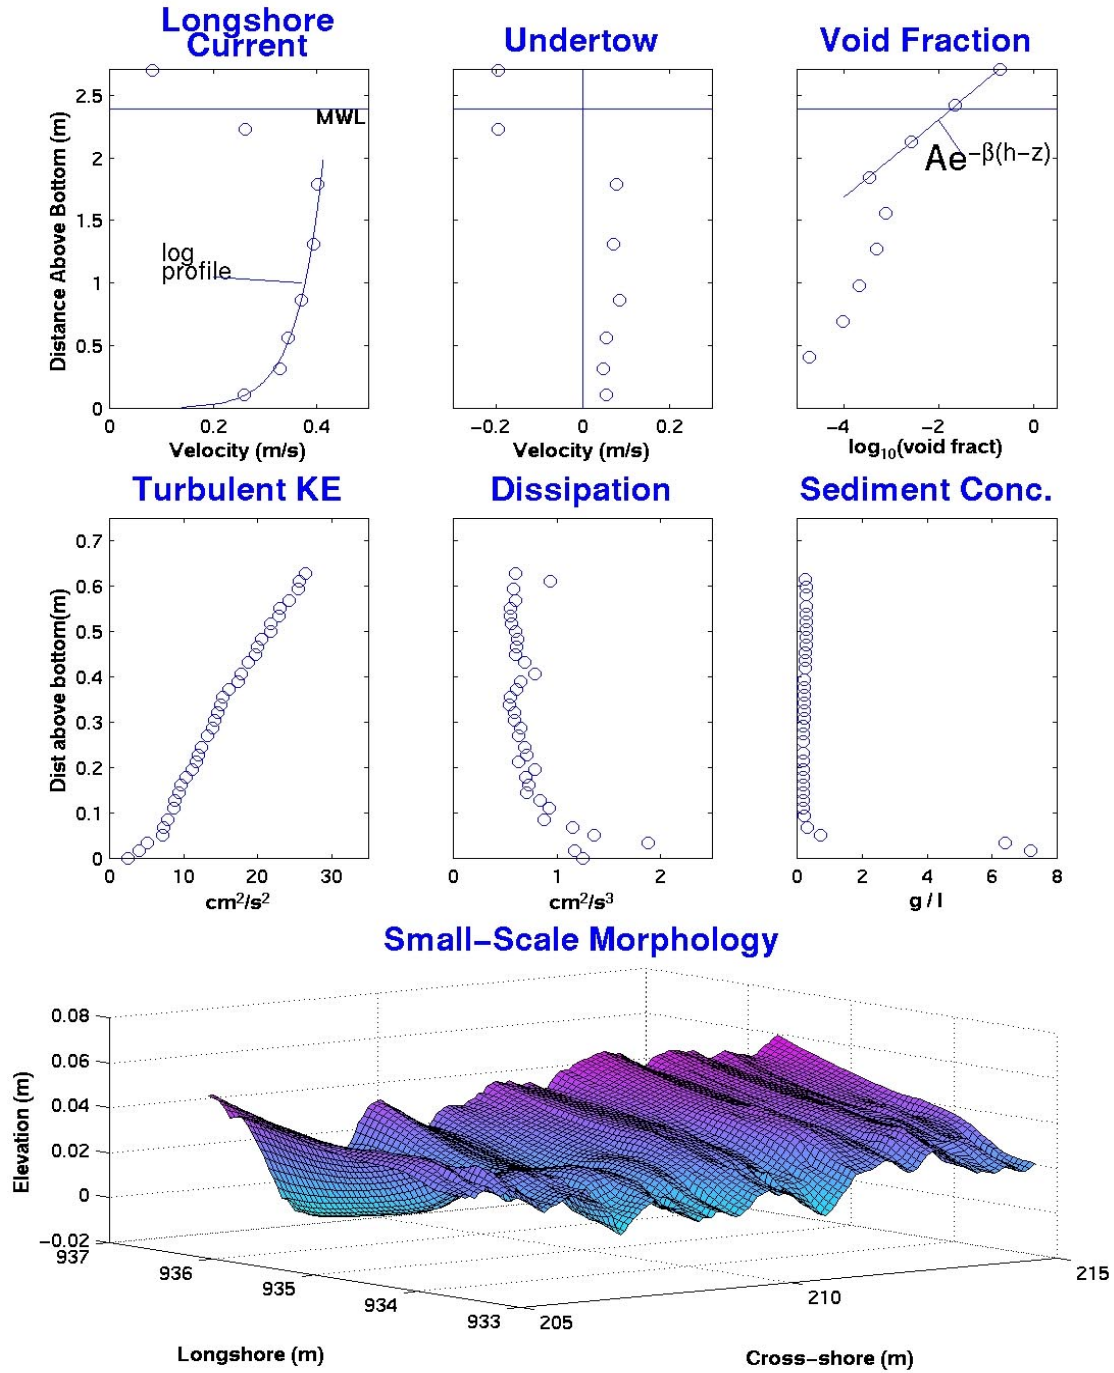 Longshore
Current
Undertow
Void Fraction
Distance Above Bottom (m)
2.5
2
1.5
1
0.5
0
MWL
log
profile
0 0.2 0.4
Velocity (m/s)
−0.2 0 0.2
Velocity (m/s)
Ae−β(h−z)
−4 −2 0
log10(void fract)
Turbulent KE
Dissipation
Sediment Conc.
Dist above bottom(m)
0.7
0.6
0.5
0.4
0.3
0.2
0.1
0
0 10 20 30
cm2/s2
0 1 2
cm2/s3
0 2 4 6 8
g / l
Small−Scale Morphology
Elevation (m)
0.08
0.06
0.04
0.02
0
−0.02
937
936
935
934
933
205
210
215
Longshore (m)
Cross−shore (m)